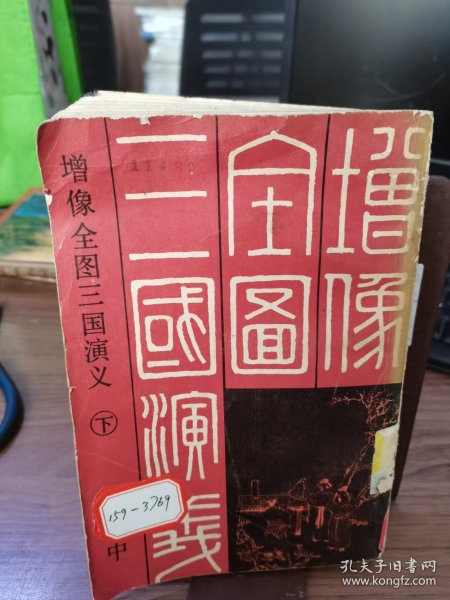 增像
全圖
三國演義
增像全图三国演义
下
中
159-3769
孔夫子旧书网
www.kongfz.com